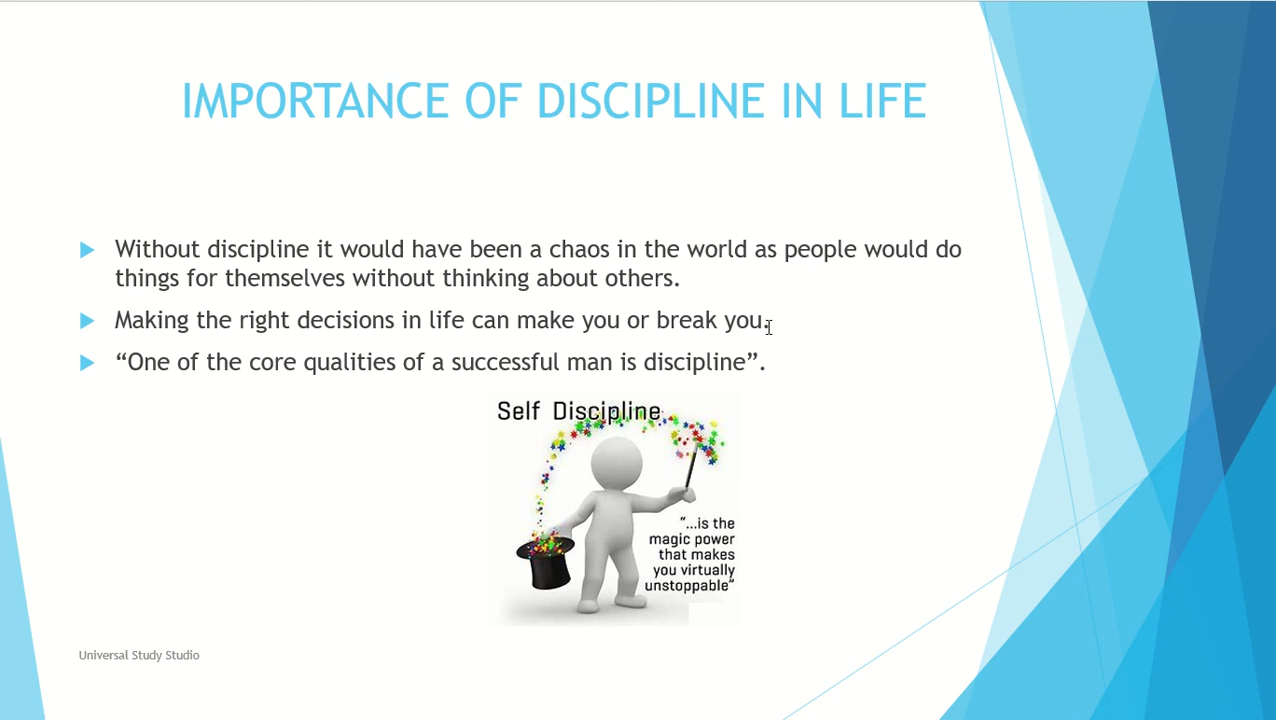 IMPORTANCE OF DISCIPLINE IN LIFE
Without discipline it would have been a chaos in the world as people would do
things for themselves without thinking about others.
Making the right decisions in life can make you or break you.
“One of the core qualities of a successful man is discipline”.
Self Discipline
“...is the
magic power
that makes
you virtually
unstoppable”
Universal Study Studio